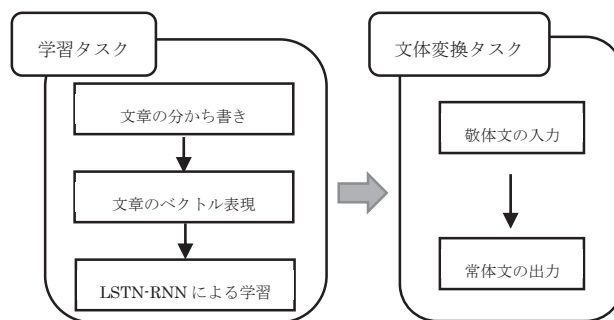 学習タスク
文章の分かち書き
文章のベクトル表現
LSTN-RNN による学習
文体変換タスク
敬体文の入力
常体文の出力